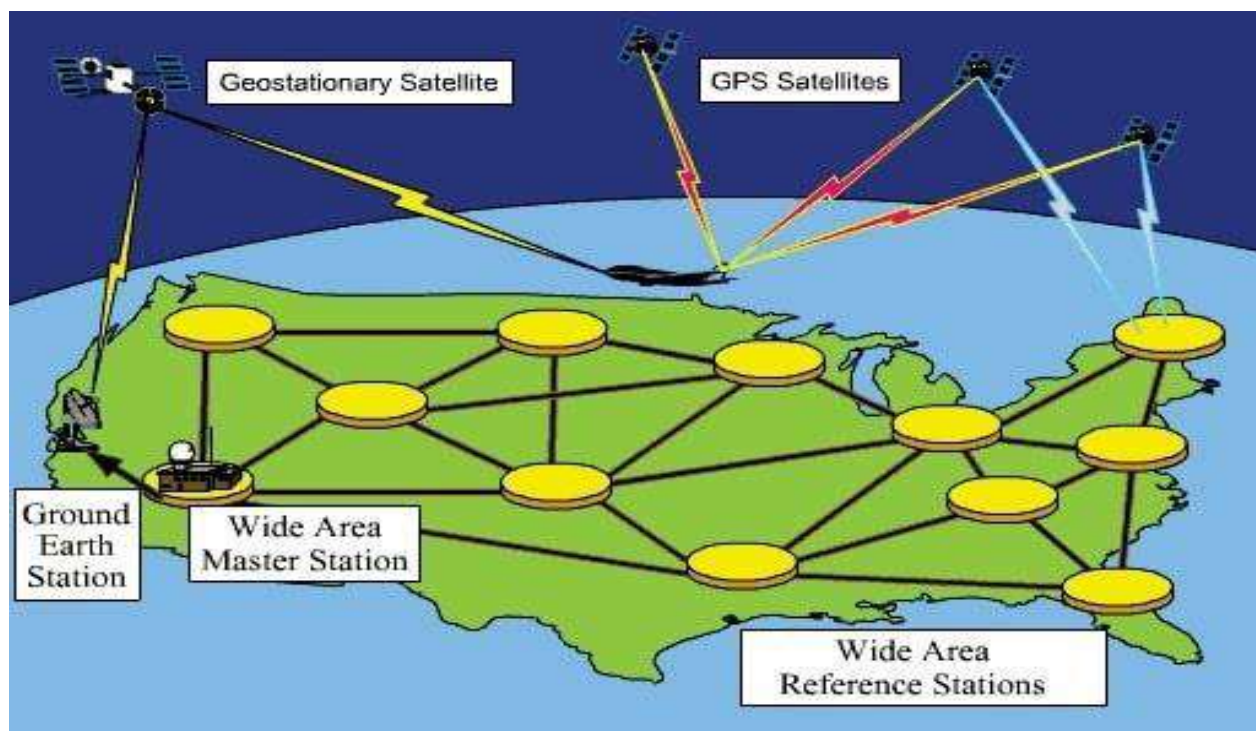 Geostationary Satellite
GPS Satellites
Ground
Earth
Station
Wide Area
Master Station
Wide Area
Reference Stations